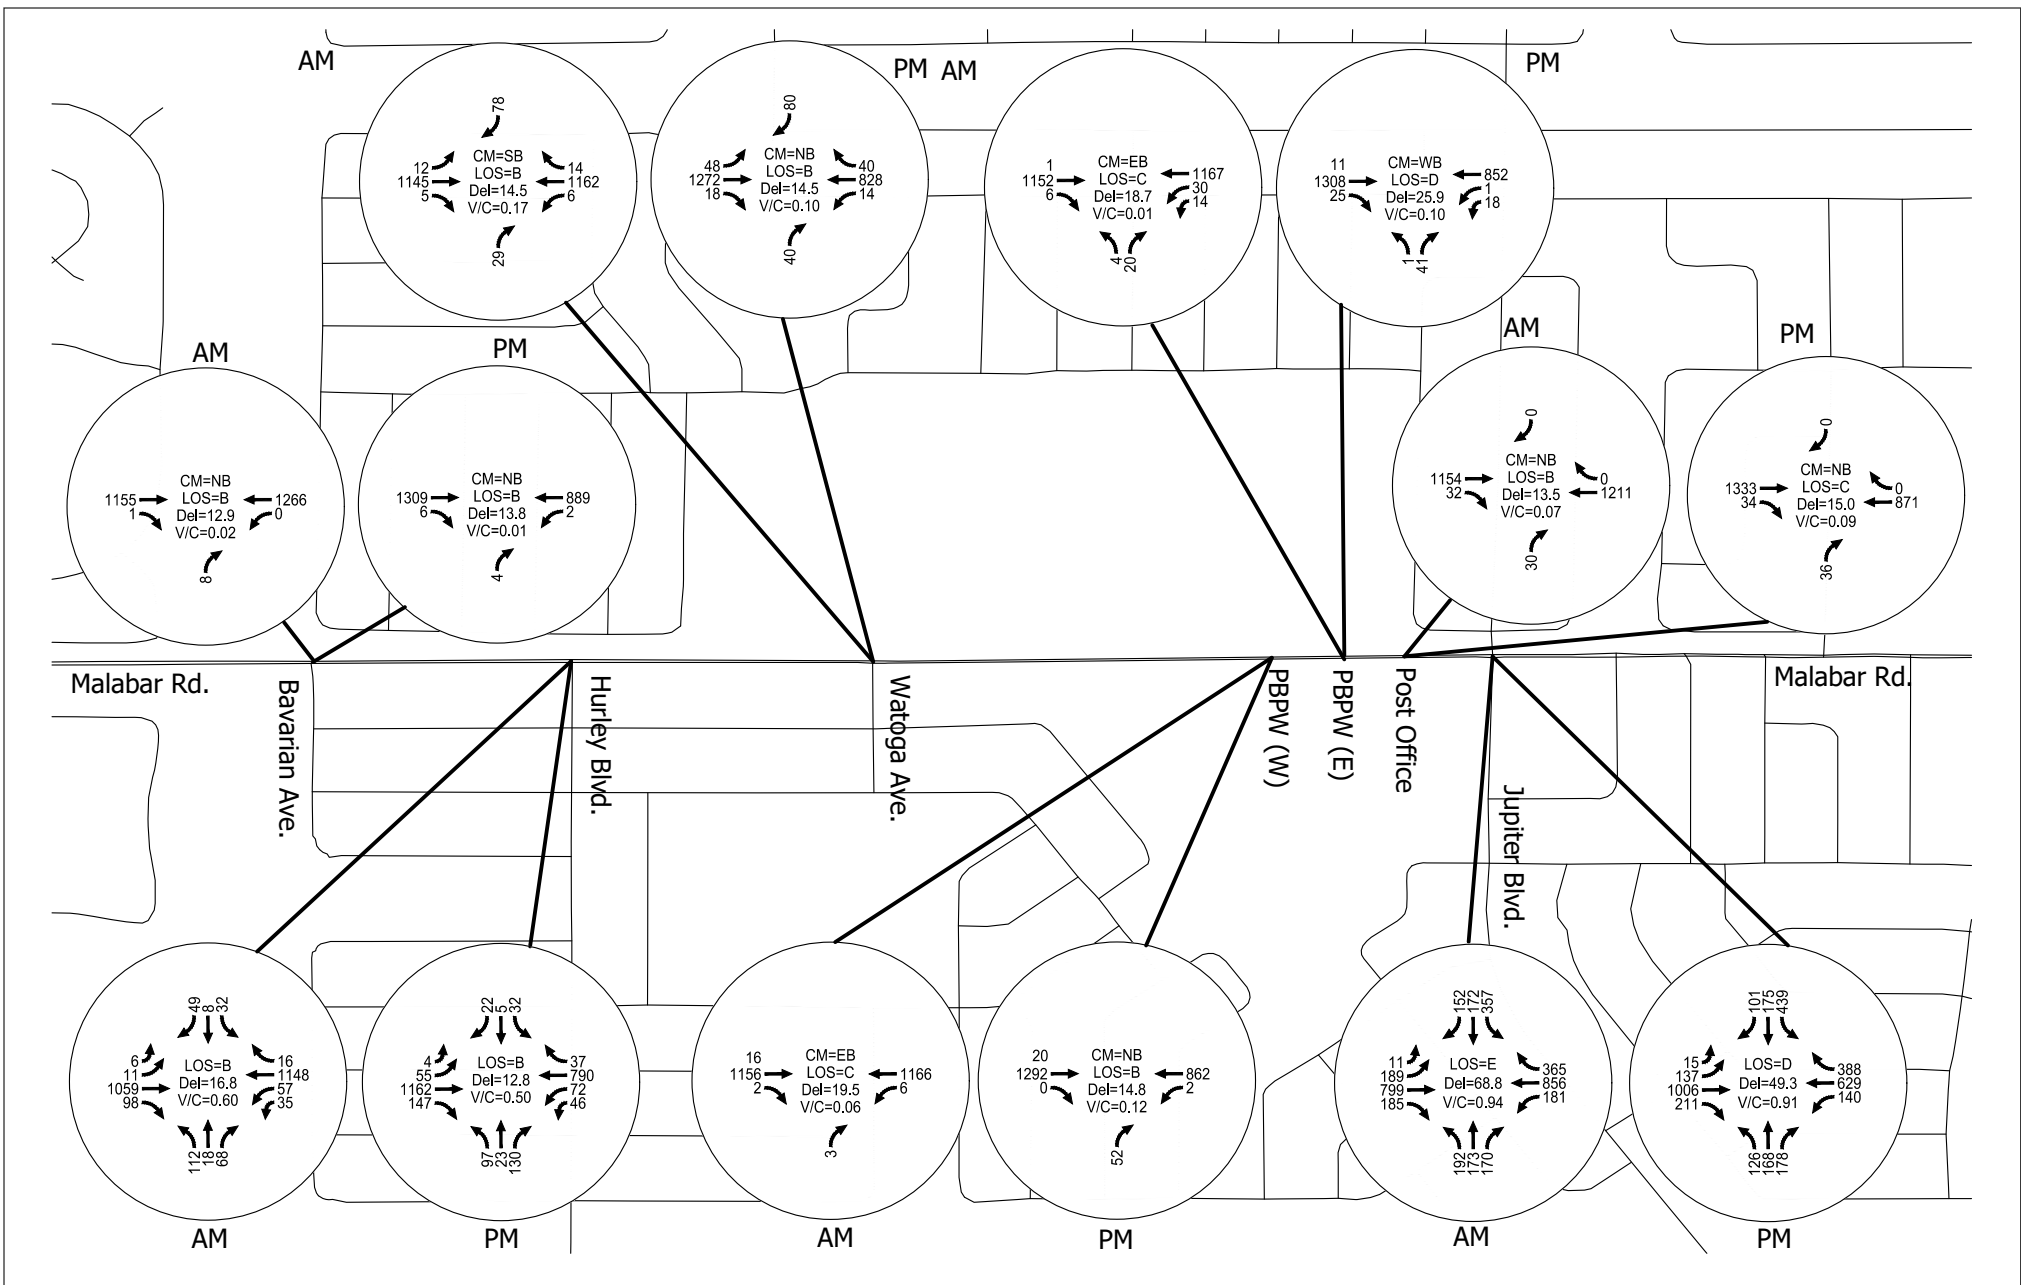 AM
PM
AM
PM
78
12
1145
5
CM=SB
LOS=B
Del=14.5
V/C=0.17
14
1162
6
29
80
48
1272
18
CM=NB
LOS=B
Del=14.5
V/C=0.10
40
828
14
40
1
1152
6
CM=EB
LOS=C
Del=18.7
V/C=0.01
1167
30
14
4
20
11
1308
25
CM=WB
LOS=D
Del=25.9
V/C=0.10
852
1
18
1
41
AM
PM
1155
1
CM=NB
LOS=B
Del=12.9
V/C=0.02
1266
0
8
1309
6
CM=NB
LOS=B
Del=13.8
V/C=0.01
889
2
4
AM
PM
0
1154
32
CM=NB
LOS=B
Del=13.5
V/C=0.07
0
1211
30
0
1333
34
CM=NB
LOS=C
Del=15.0
V/C=0.09
0
871
36
Malabar Rd.
Bavarian Ave.
Hurley Blvd.
Watoga Ave.
PBPW (W)
PBPW (E)
Post Office
Jupiter Blvd.
Malabar Rd.
49
8
32
6
11
1059
98
LOS=B
Del=16.8
V/C=0.60
16
1148
57
35
112
18
68
AM
22
5
32
4
55
1162
147
LOS=B
Del=12.8
V/C=0.50
37
790
72
46
97
23
130
PM
16
1156
2
CM=EB
LOS=C
Del=19.5
V/C=0.06
1166
6
3
AM
20
1292
0
CM=NB
LOS=B
Del=14.8
V/C=0.12
862
2
52
PM
152
172
357
11
189
799
185
LOS=E
Del=68.8
V/C=0.94
365
856
181
192
173
170
AM
101
175
439
15
137
1006
211
LOS=D
Del=49.3
V/C=0.91
388
629
140
126
168
178
PM